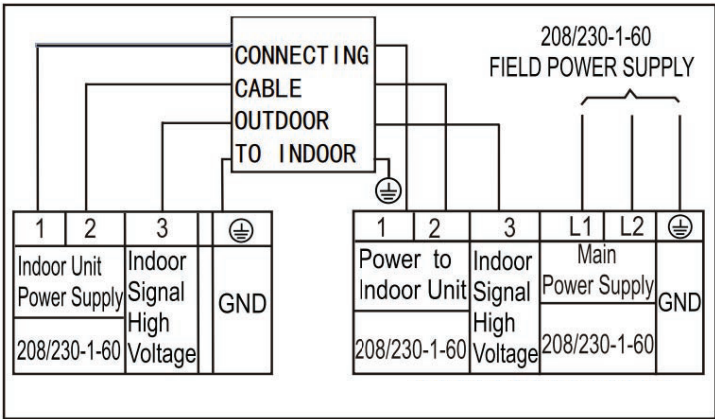 CONNECTING
CABLE
OUTDOOR
TO INDOOR
208/230-1-60
FIELD POWER SUPPLY
1 2 3
Indoor Unit
Power Supply
208/230-1-60
Indoor
Signal
High
Voltage
GND
1 2 3 L1 L2
Power to
Indoor Unit
208/230-1-60
Indoor
Signal
High
Voltage
Main
Power Supply
208/230-1-60
GND